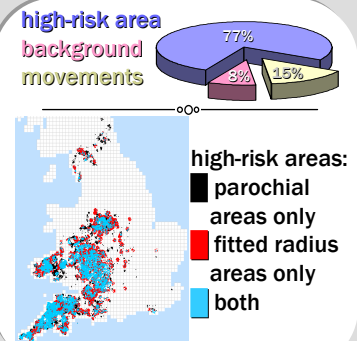 high-risk area
background
movements
77%
8%
15%
high-risk areas:
parochial
areas only
fitted radius
areas only
both